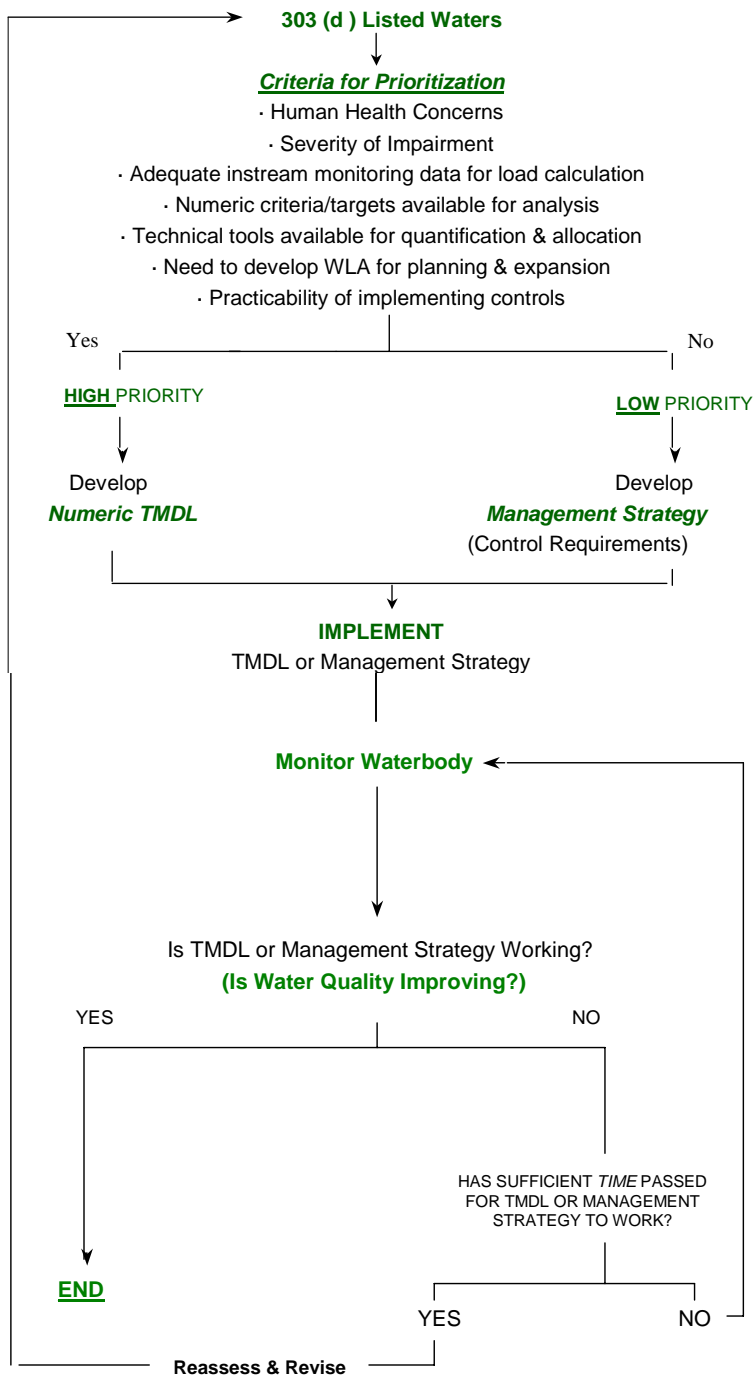 303 (d ) Listed Waters
Criteria for Prioritization
· Human Health Concerns
· Severity of Impairment
· Adequate instream monitoring data for load calculation
· Numeric criteria/targets available for analysis
· Technical tools available for quantification & allocation
· Need to develop WLA for planning & expansion
· Practicability of implementing controls
Yes
No
HIGH PRIORITY
LOW PRIORITY
Develop
Numeric TMDL
Develop
Management Strategy
(Control Requirements)
IMPLEMENT
TMDL or Management Strategy
Monitor Waterbody
Is TMDL or Management Strategy Working?
(Is Water Quality Improving?)
YES
NO
HAS SUFFICIENT TIME PASSED
FOR TMDL OR MANAGEMENT
STRATEGY TO WORK?
END
YES
NO
Reassess & Revise